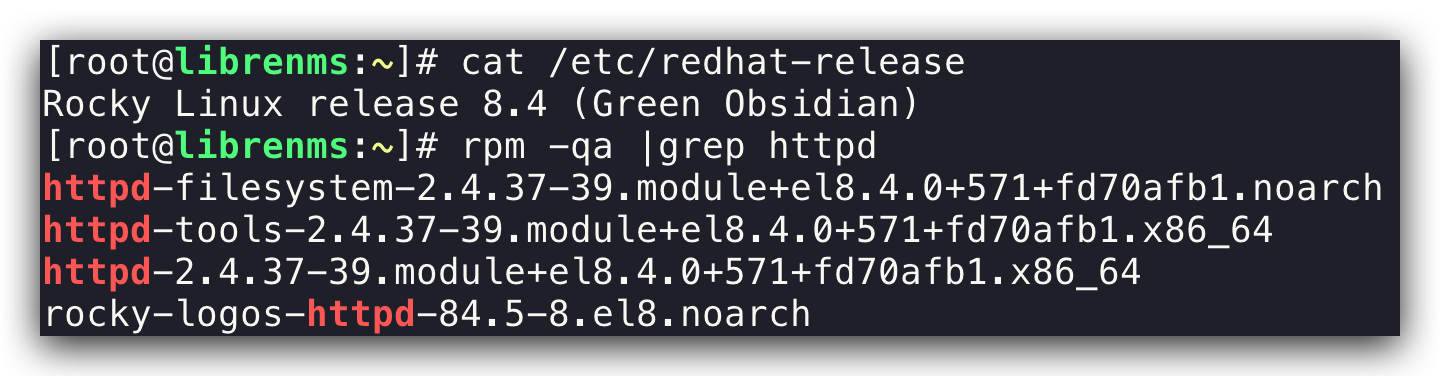 [root@librenms:~]# cat /etc/redhat-release
Rocky Linux release 8.4 (Green Obsidian)
[root@librenms:~]# rpm -qa |grep httpd
httpd-filesystem-2.4.37-39.module+el8.4.0+571+fd70afb1.noarch
httpd-tools-2.4.37-39.module+el8.4.0+571+fd70afb1.x86_64
httpd-2.4.37-39.module+el8.4.0+571+fd70afb1.x86_64
rocky-logos-httpd-84.5-8.el8.noarch